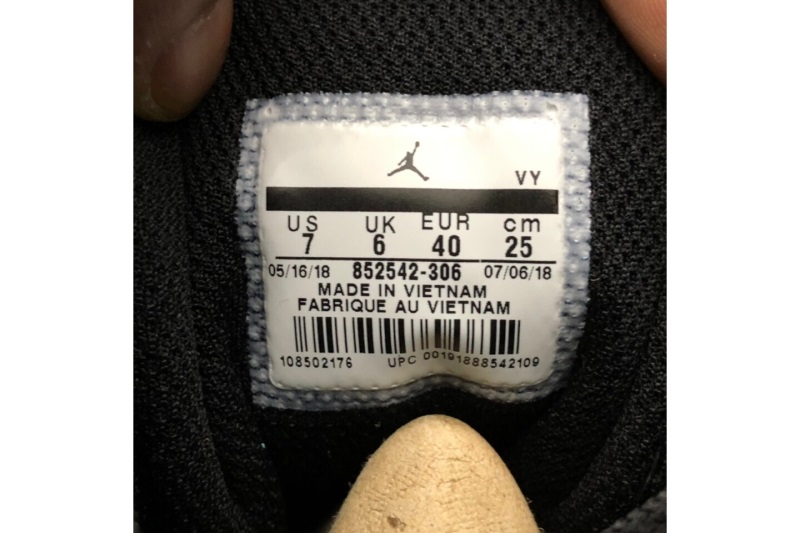 VY
US UK EUR cm
7 6 40 25
05/16/18 852542-306 07/06/18
MADE IN VIETNAM
FABRIQUE AU VIETNAM
108502176 UPC 00191888542109